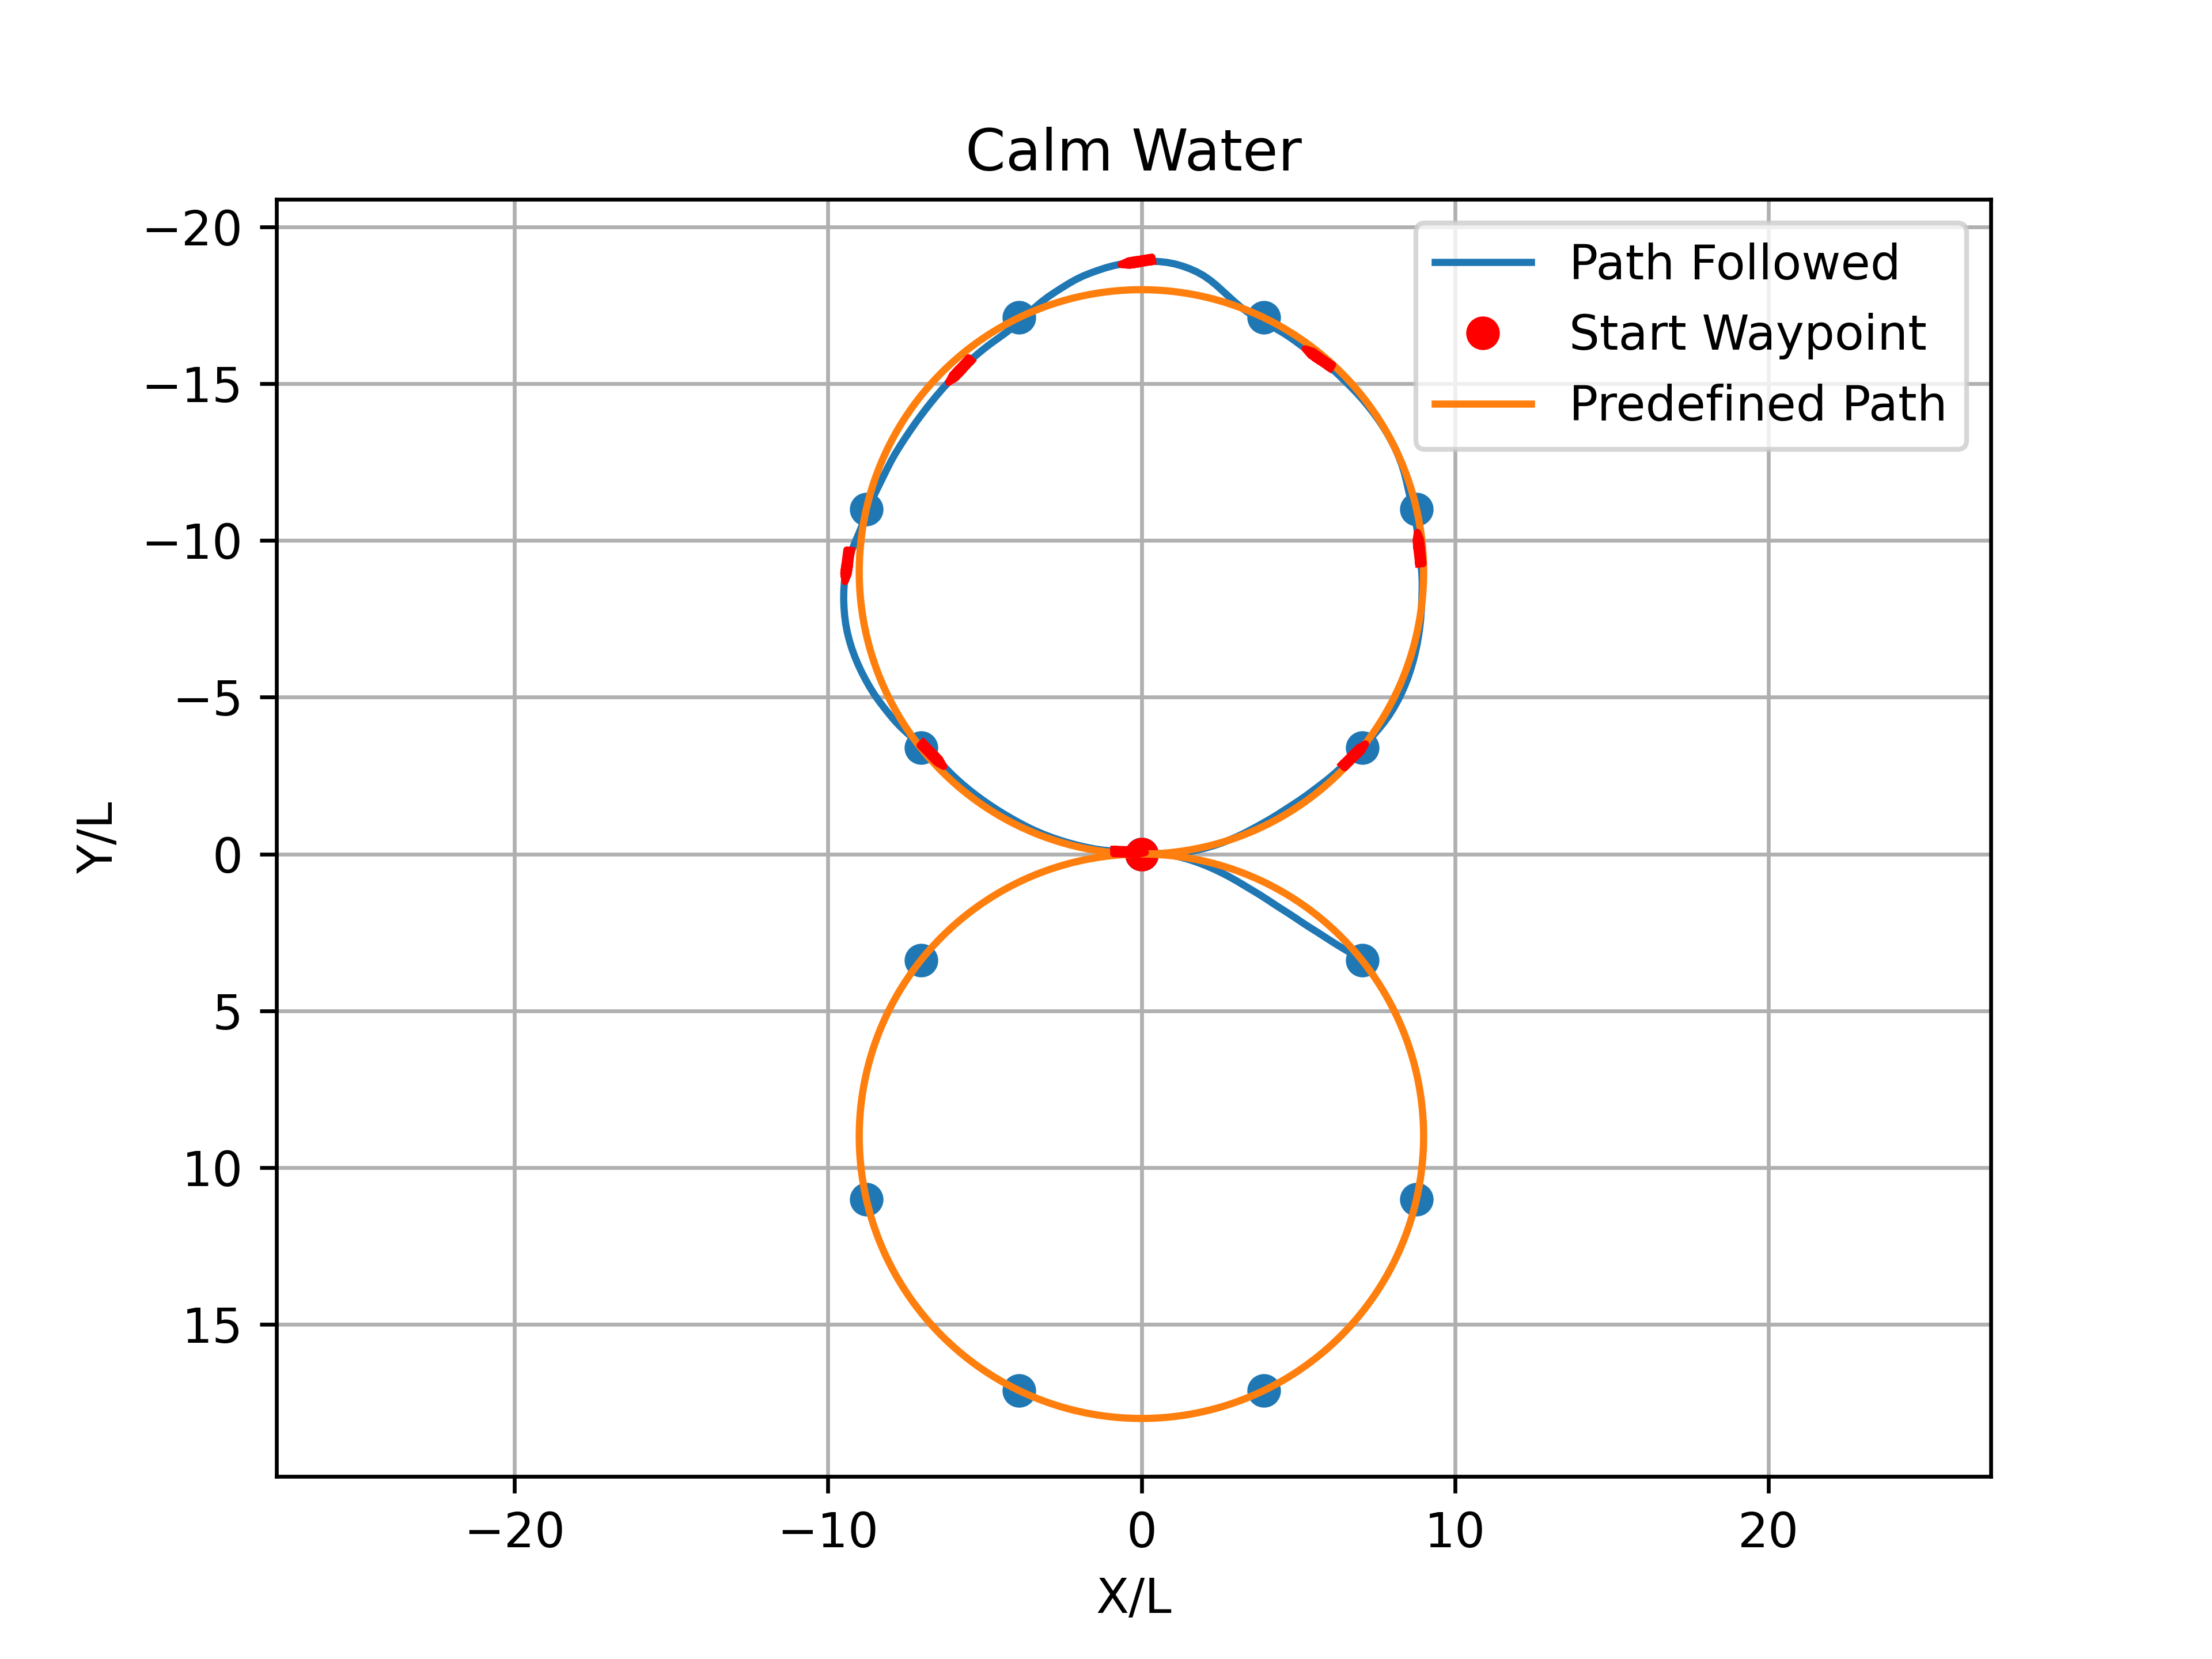 Calm Water
Path Followed
Start Waypoint
Predefined Path
−20
−15
−10
−5
0
5
10
15
Y/L
−20
−10
0
10
20
X/L